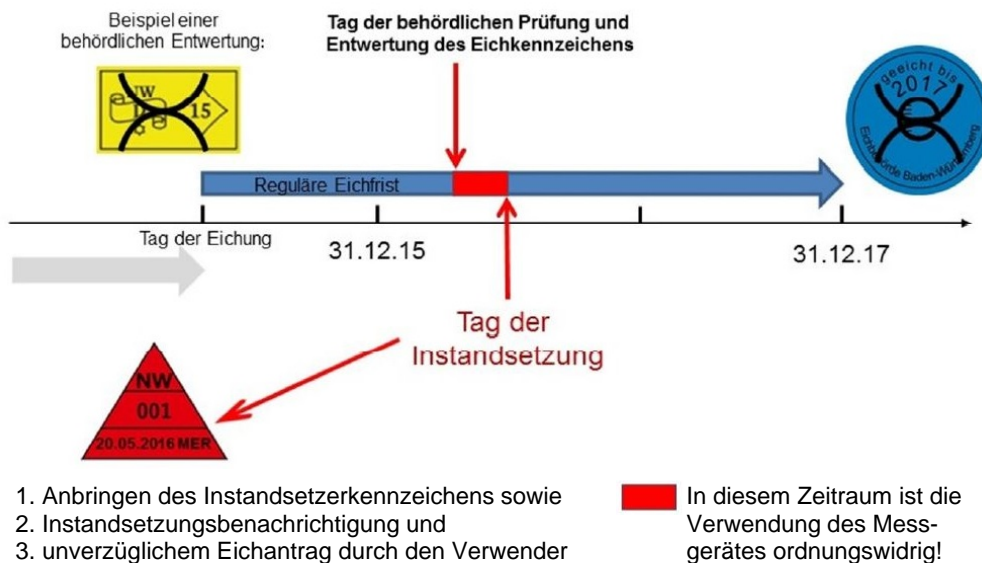 Beispiel einer
behördlichen Entwertung:
Tag der behördlichen Prüfung und
Entwertung des Eichkennzeichens
geeicht bis
2017
Eichbehörde Baden-Württemberg
NW
D
15
Reguläre Eichfrist
Tag der Eichung
31.12.15
31.12.17
Tag der
Instandsetzung
NW
001
20.05.2016 MER
1. Anbringen des Instandsetzerkennzeichens sowie
2. Instandsetzungsbenachrichtigung und
3. unverzüglichem Eichantrag durch den Verwender
In diesem Zeitraum ist die
Verwendung des Mess-
gerätes ordnungswidrig!